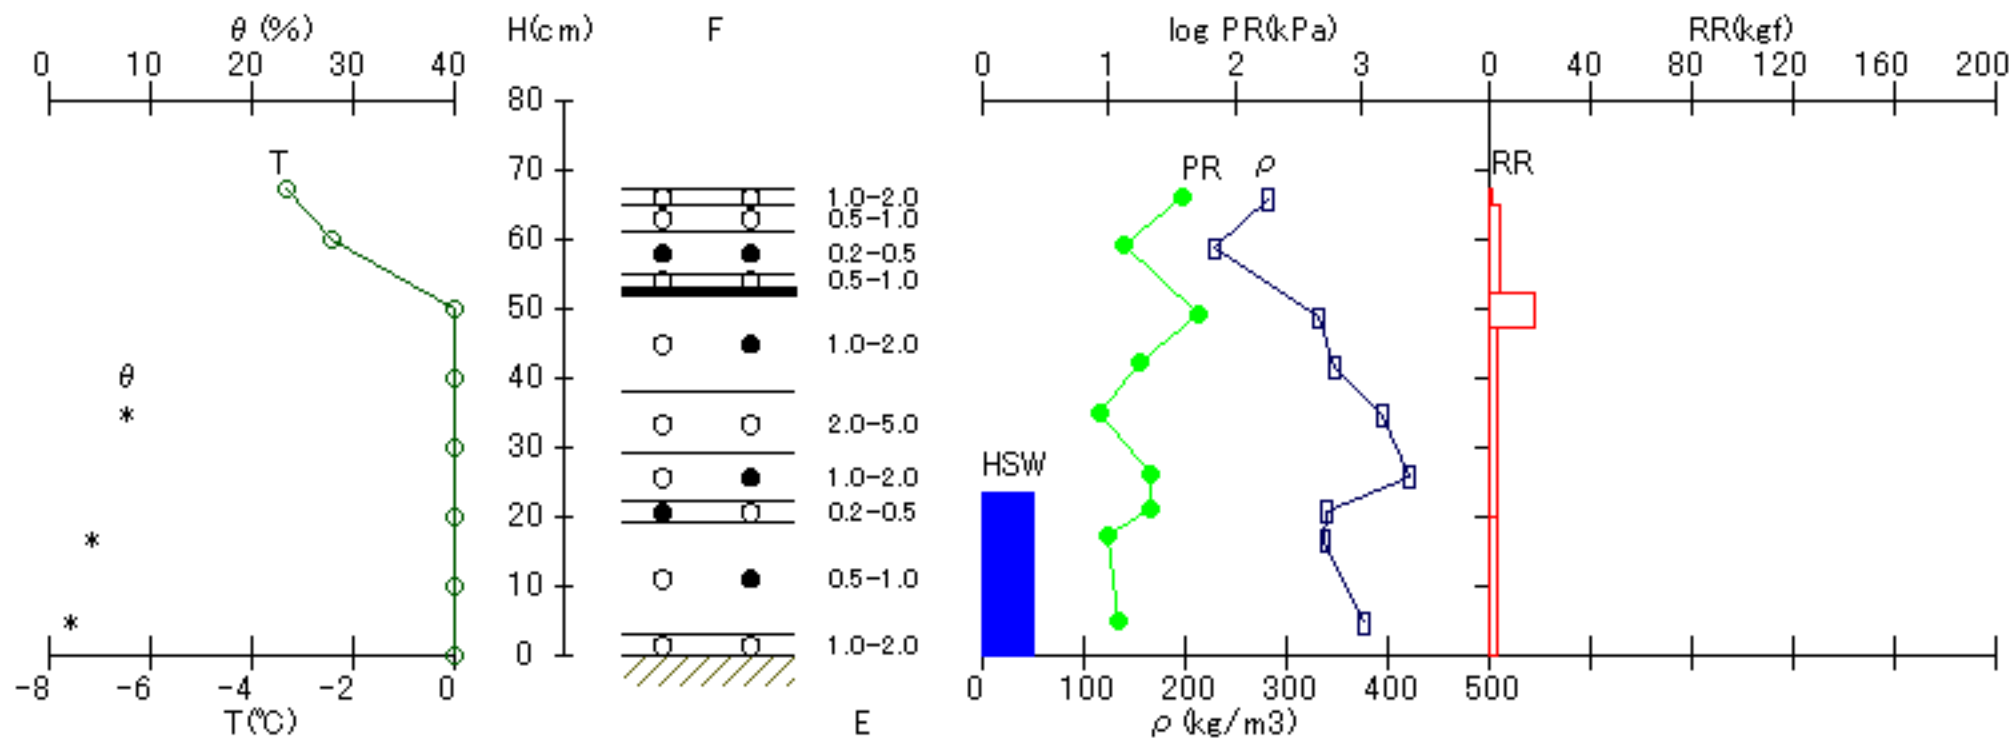 θ (%) H(cm) F log PR(kPa) RR(kgf)
0 10 20 30 40 0 1 2 3 0 40 80 120 160 200
80
T 70 PR ρ RR
1.0-2.0
0.5-1.0
60
0.2-0.5
0.5-1.0
50
1.0-2.0
θ 40
2.0-5.0
30
HSW
1.0-2.0
20 0.2-0.5
10 0.5-1.0
0 1.0-2.0
-8 -6 -4 -2 0 0 100 200 300 400 500
T(℃) E ρ (kg/m3)